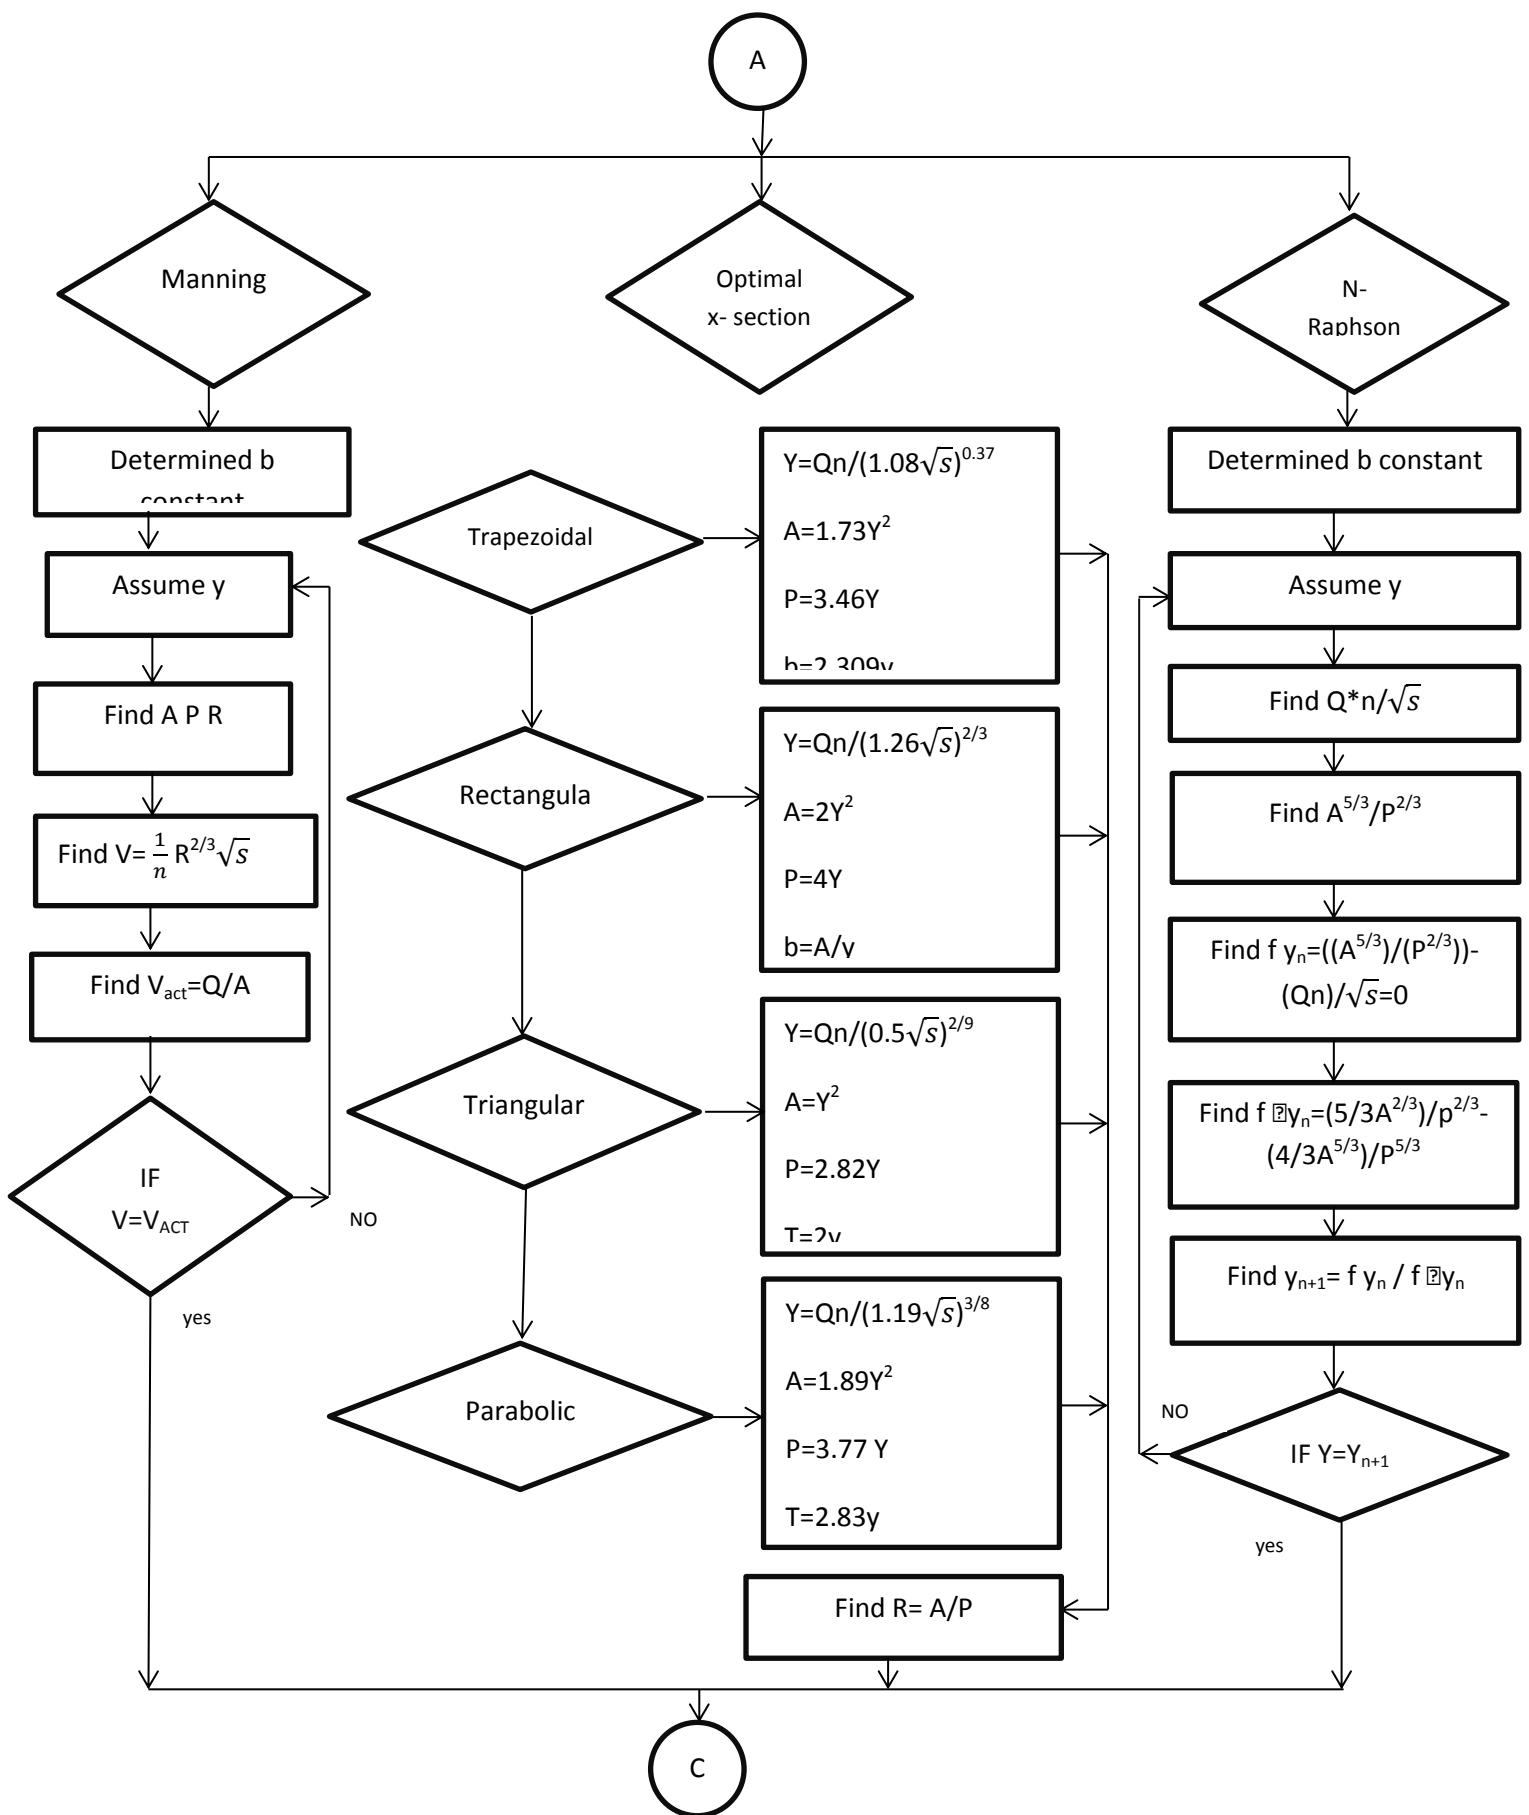 A
Manning
Optimal
x- section
N-
Raphson
Determined b
constant
Assume y
Find A P R
Find V= 1/n R^2/3 √s
Find V_act=Q/A
IF
V=V_ACT
NO
yes
Trapezoidal
Y=Qn/(1.08√s)^0.37
A=1.73Y^2
P=3.46Y
b=2.309y
Rectangula
Y=Qn/(1.26√s)^2/3
A=2Y^2
P=4Y
b=A/y
Triangular
Y=Qn/(0.5√s)^2/9
A=Y^2
P=2.82Y
T=2y
Parabolic
Y=Qn/(1.19√s)^3/8
A=1.89Y^2
P=3.77 Y
T=2.83y
Find R= A/P
Determined b constant
Assume y
Find Q*n/√s
Find A^5/3/P^2/3
Find f y_n=((A^5/3)/(P^2/3))-
(Qn)/√s=0
Find f ⍰y_n=(5/3A^2/3)/p^2/3-
(4/3A^5/3)/P^5/3
Find y_n+1= f y_n / f ⍰y_n
NO
IF Y=Y_n+1
yes
C